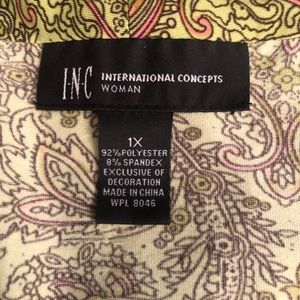 I·N·C INTERNATIONAL CONCEPTS
WOMAN
1X
92%POLYESTER
8%SPANDEX
EXCLUSIVE OF
DECORATION
MADE IN CHINA
WPL 8046